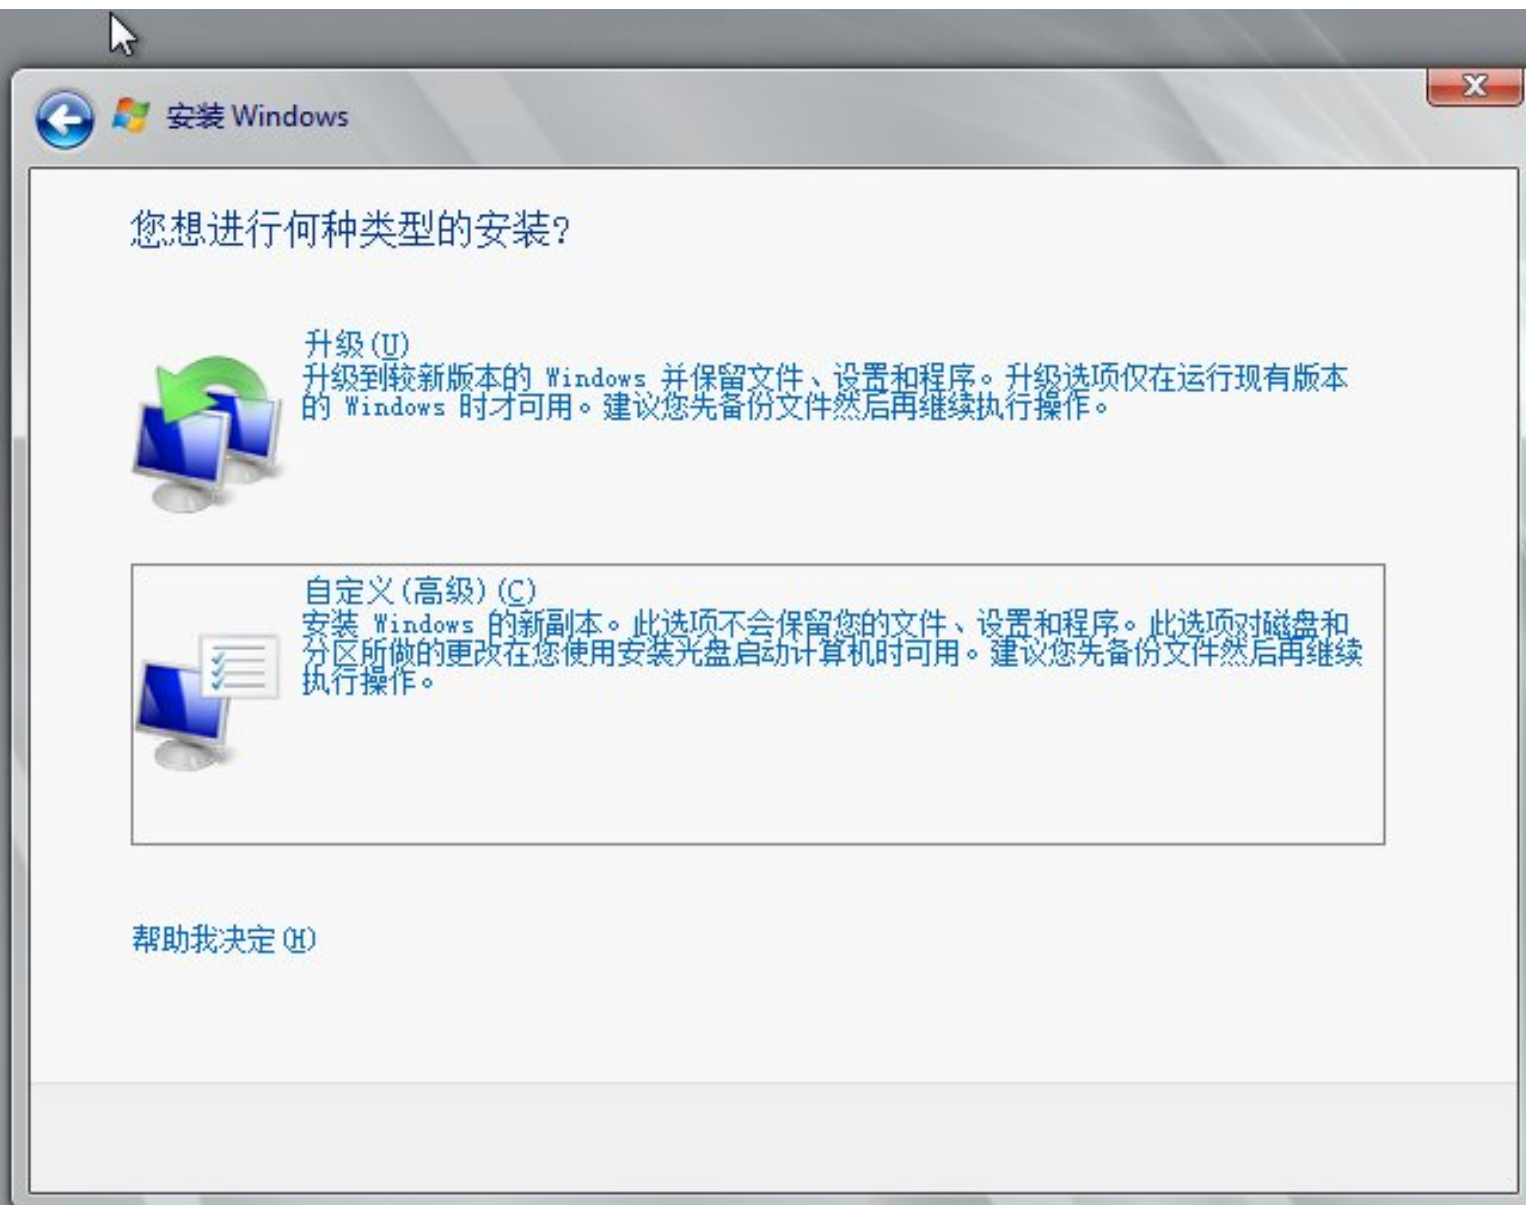 安装 Windows
您想进行何种类型的安装?
升级(U)
升级到较新版本的 Windows 并保留文件、设置和程序。升级选项仅在运行现有版本
的 Windows 时才可用。建议您先备份文件然后再继续执行操作。
自定义(高级)(C)
安装 Windows 的新副本。此选项不会保留您的文件、设置和程序。此选项对磁盘和
分区所做的更改在您使用安装光盘启动计算机时可用。建议您先备份文件然后再继续
执行操作。
帮助我决定(H)